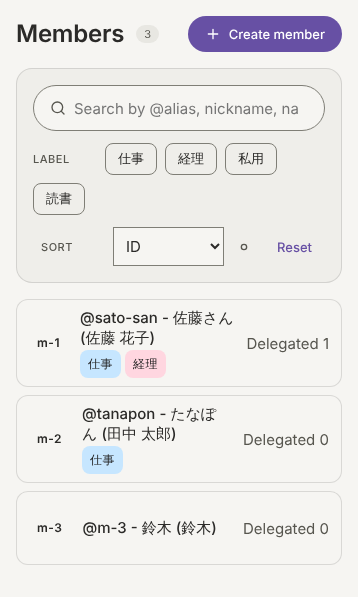 Members 3 + Create member
Search by @alias, nickname, na
LABEL 仕事 経理 私用
読書
SORT ID Reset
@sato-san - 佐藤さん
m-1 (佐藤 花子) Delegated 1
仕事 経理
@tanapon - たなぽ
m-2 ん (田中 太郎) Delegated 0
仕事
m-3 @m-3 - 鈴木 (鈴木) Delegated 0